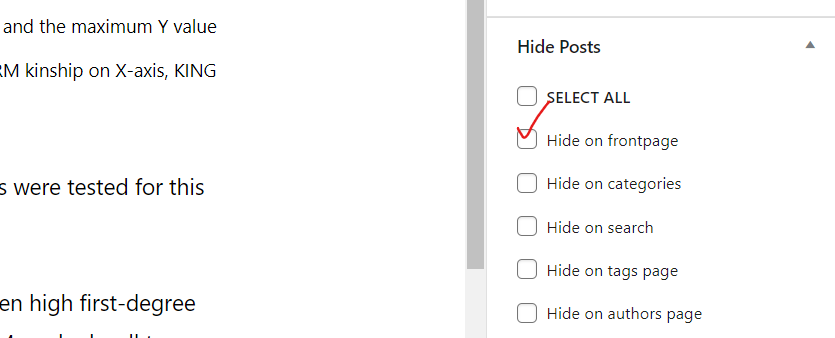 and the maximum Y value
RM kinship on X-axis, KING
s were tested for this
en high first-degree
Hide Posts
SELECT ALL
Hide on frontpage
Hide on categories
Hide on search
Hide on tags page
Hide on authors page